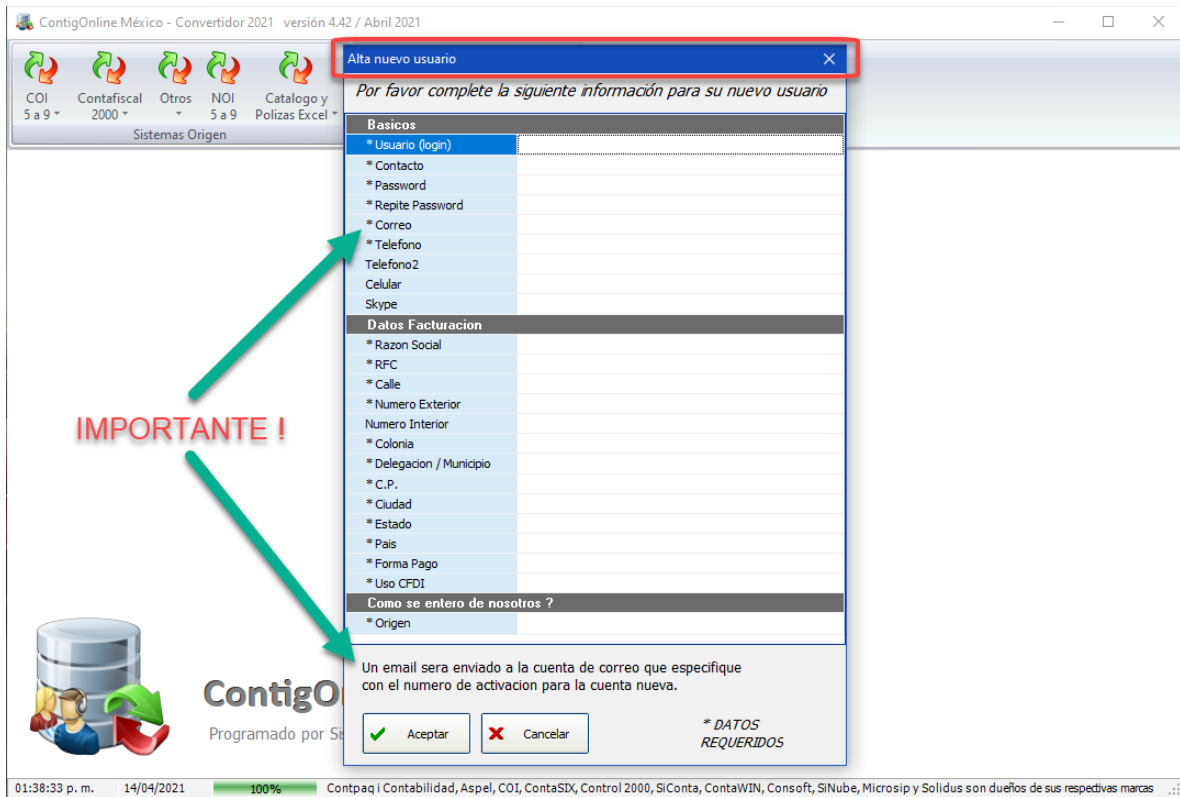 ContigOnline México - Convertidor 2021 versión 4.42 / Abril 2021
COI
5 a 9
Contafiscal
2000
Otros
NOI
5 a 9
Catalogo y
Polizas Excel
Sistemas Origen
Alta nuevo usuario
Por favor complete la siguiente información para su nuevo usuario
Basicos
* Usuario (login)
* Contacto
* Password
* Repite Password
* Correo
* Telefono
Telefono2
Celular
Skype
Datos Facturacion
* Razon Social
* RFC
* Calle
* Numero Exterior
Numero Interior
* Colonia
* Delegacion / Municipio
* C.P.
* Ciudad
* Estado
* Pais
* Forma Pago
* Uso CFDI
Como se entero de nosotros ?
* Origen
IMPORTANTE !
Un email sera enviado a la cuenta de correo que especifique
con el numero de activacion para la cuenta nueva.
Aceptar
Cancelar
* DATOS
REQUERIDOS
Programado por
01:38:33 p. m. 14/04/2021 100% Contpaq i Contabilidad, Aspel, COI, ContaSIX, Control 2000, SiConta, ContaWIN, Consoft, SiNube, Microsip y Solidus son dueños de sus respectivas marcas